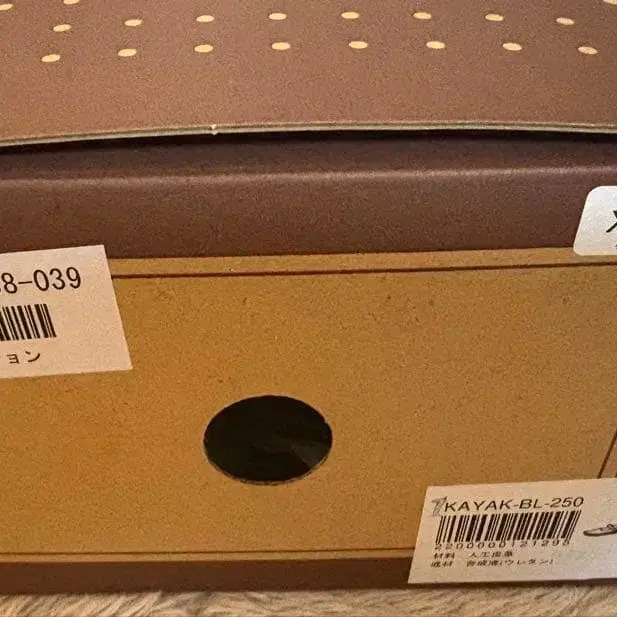 8-039
ョン
KAYAK-BL-250
2200000121295
材料 人工皮革
底材 合成底(ウレタン)